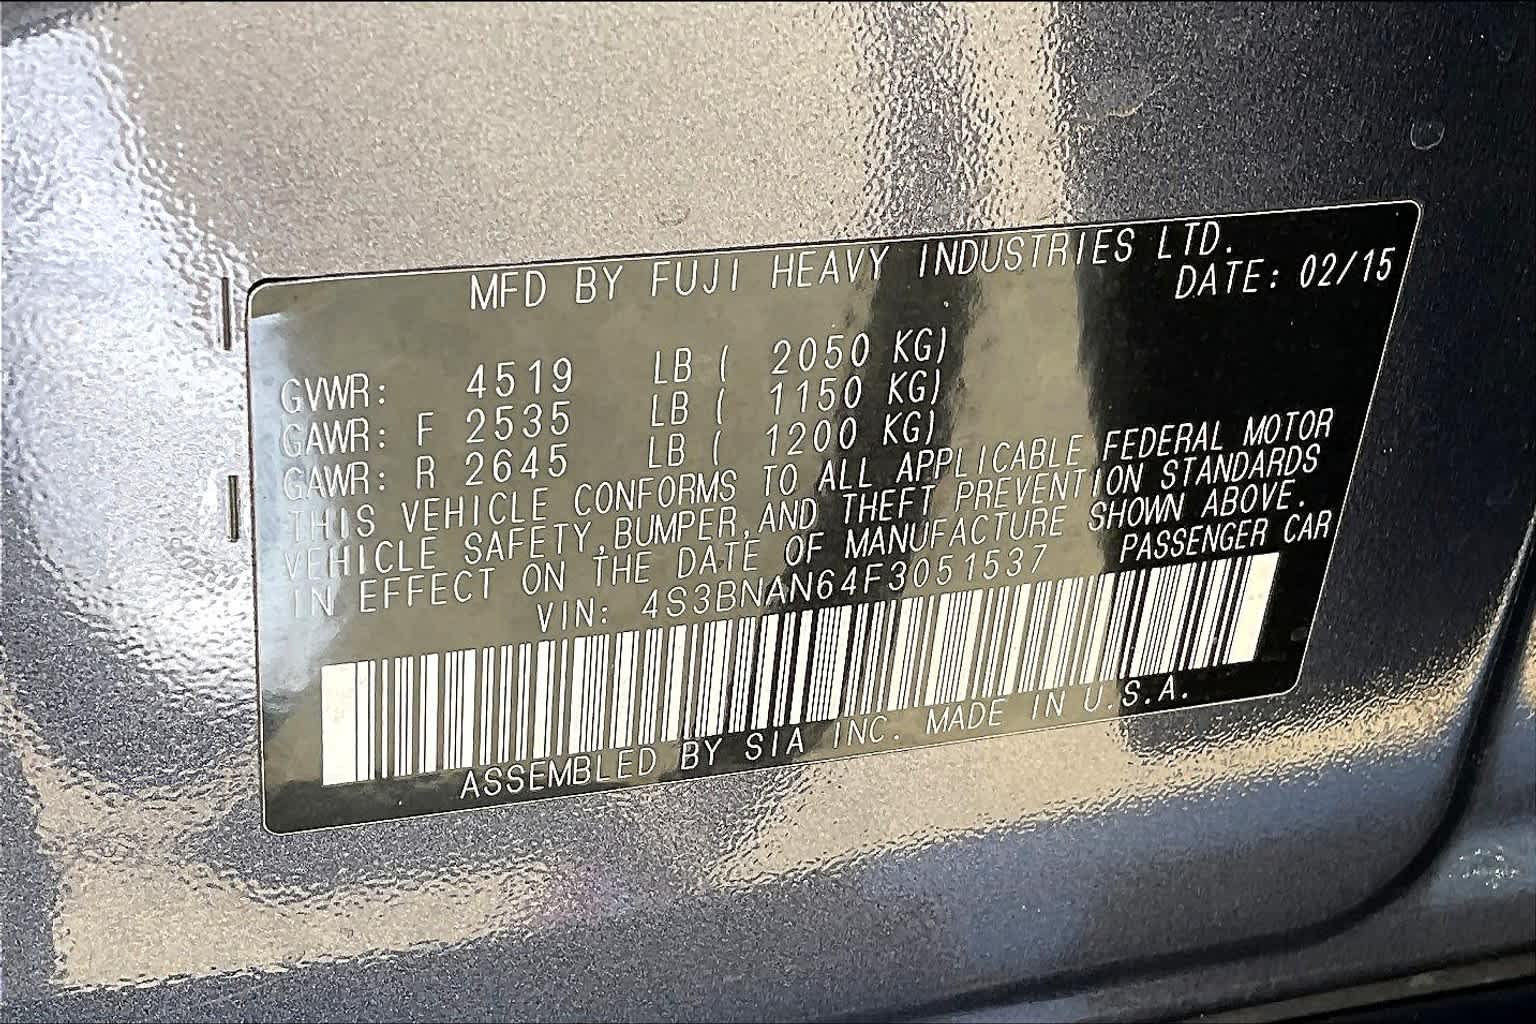 MFD BY FUJI HEAVY INDUSTRIES LTD.
DATE: 02/15
GVWR: 4519 LB ( 2050 KG)
GAWR: F 2535 LB ( 1150 KG)
GAWR: R 2645 LB ( 1200 KG)
THIS VEHICLE CONFORMS TO ALL APPLICABLE FEDERAL MOTOR
VEHICLE SAFETY,BUMPER,AND THEFT PREVENTION STANDARDS
IN EFFECT ON THE DATE OF MANUFACTURE SHOWN ABOVE.
VIN: 4S3BNAN64F3051537 PASSENGER CAR
ASSEMBLED BY SIA INC. MADE IN U.S.A.